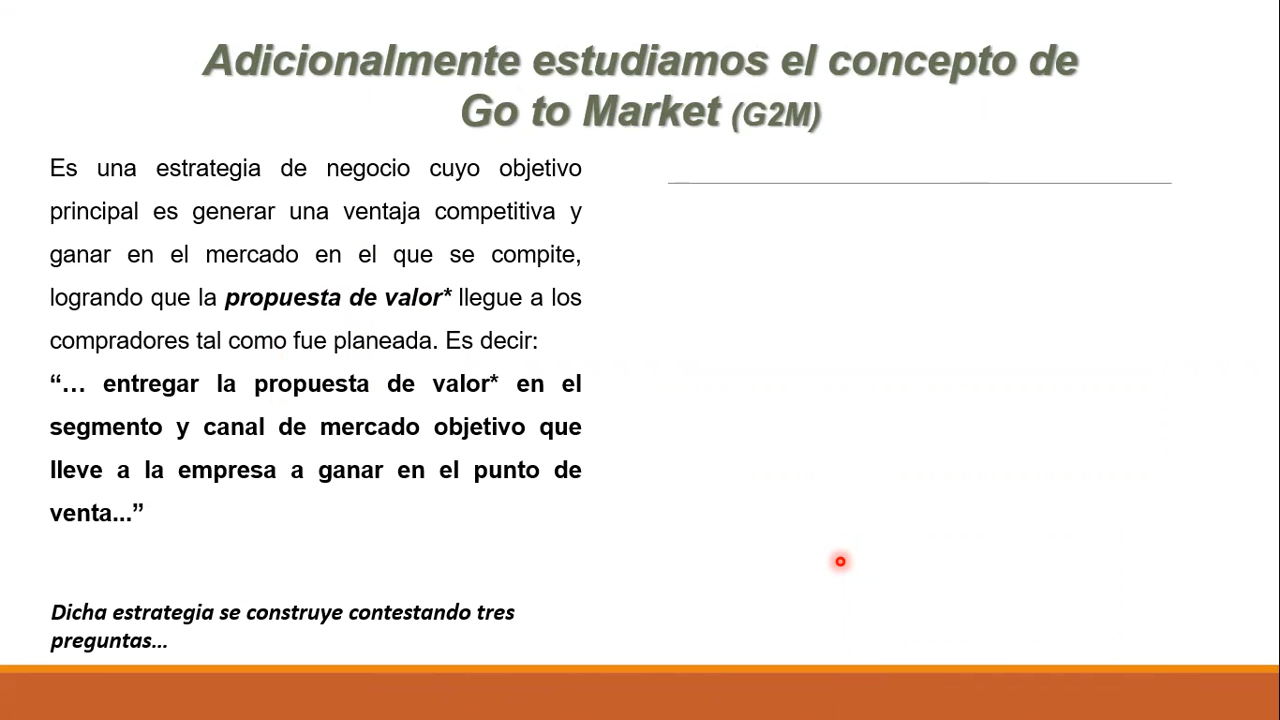 Adicionalmente estudiamos el concepto de
Go to Market (G2M)
Es una estrategia de negocio cuyo objetivo
principal es generar una ventaja competitiva y
ganar en el mercado en el que se compite,
logrando que la propuesta de valor* llegue a los
compradores tal como fue planeada. Es decir:
“… entregar la propuesta de valor* en el
segmento y canal de mercado objetivo que
lleve a la empresa a ganar en el punto de
venta...”
Dicha estrategia se construye contestando tres
preguntas…